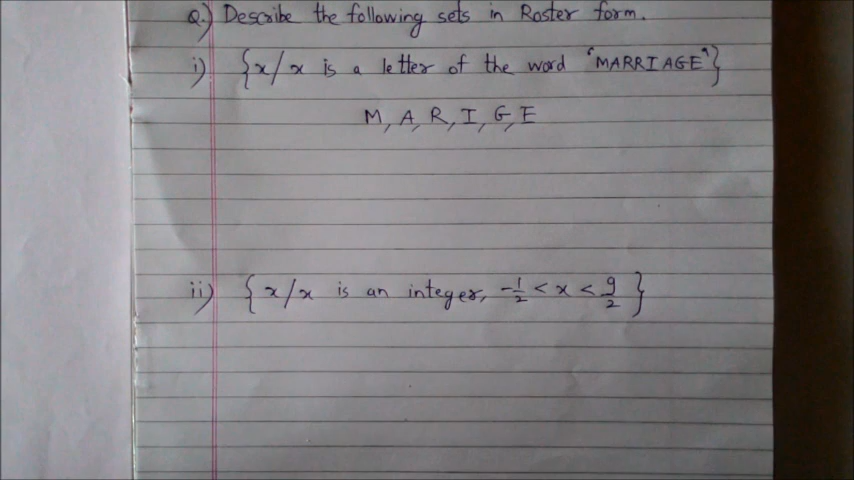 Q.) Describe the following sets in Roster form.
i) {x/x is a letter of the word "MARRIAGE"}
M, A, R, I, G, E
ii) {x/x is an integer, -1/2 < x < 9/2}